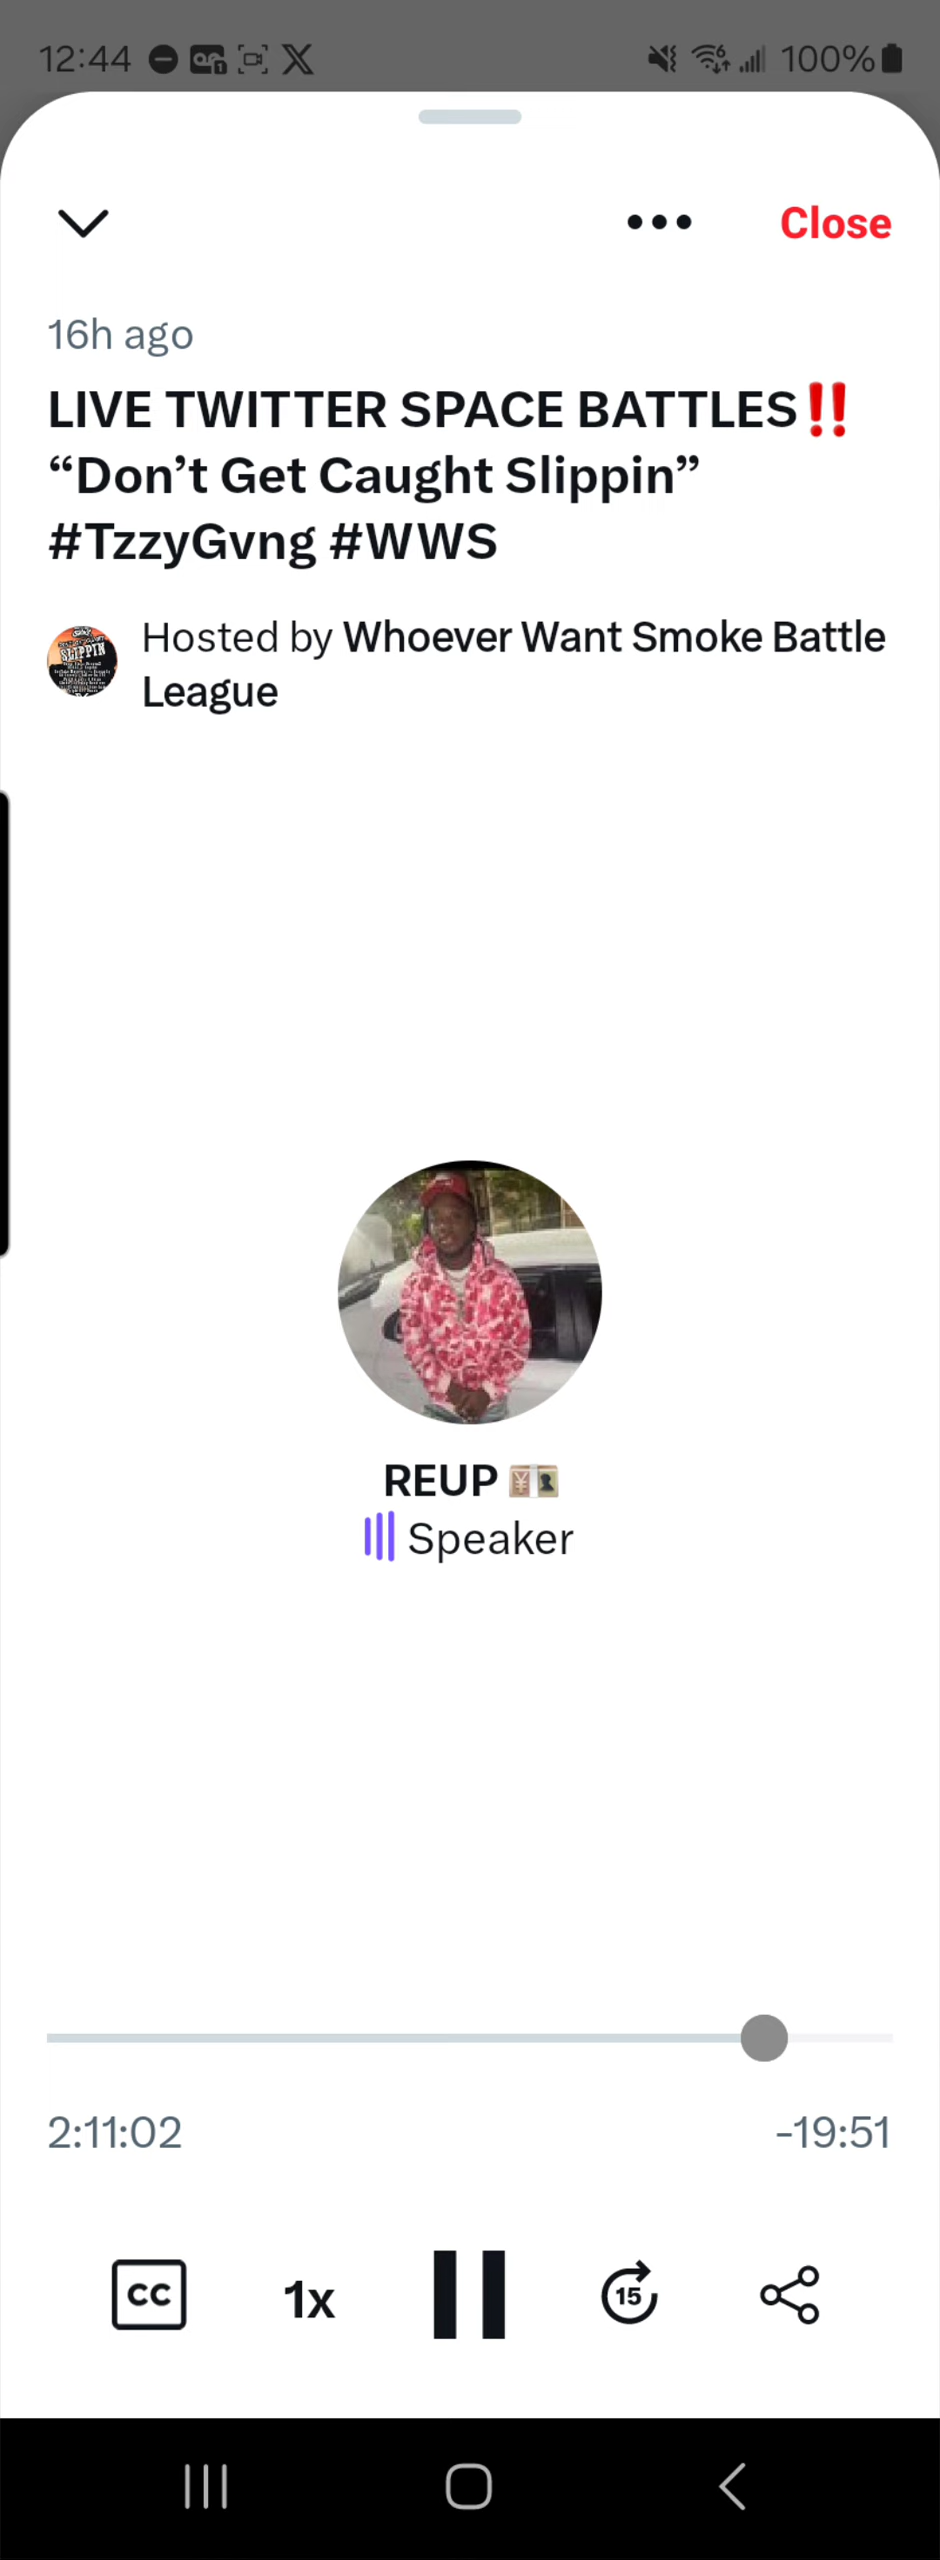 12:44 100%
Close
16h ago
LIVE TWITTER SPACE BATTLES‼️
“Don’t Get Caught Slippin”
#TzzyGvng #WWS
SLIPPIN
Hosted by Whoever Want Smoke Battle
League
REUP 💴
Speaker
2:11:02 -19:51
CC 1x 15